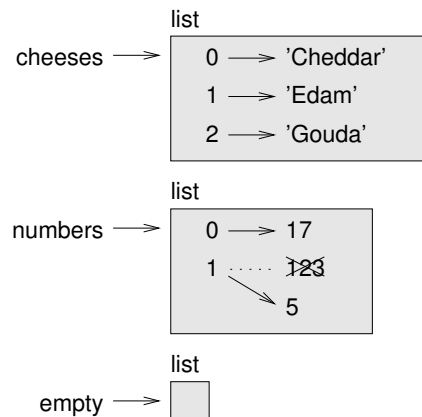 list
cheeses 0 'Cheddar'
1 'Edam'
2 'Gouda'
list
numbers 0 17
1 123
5
list
empty